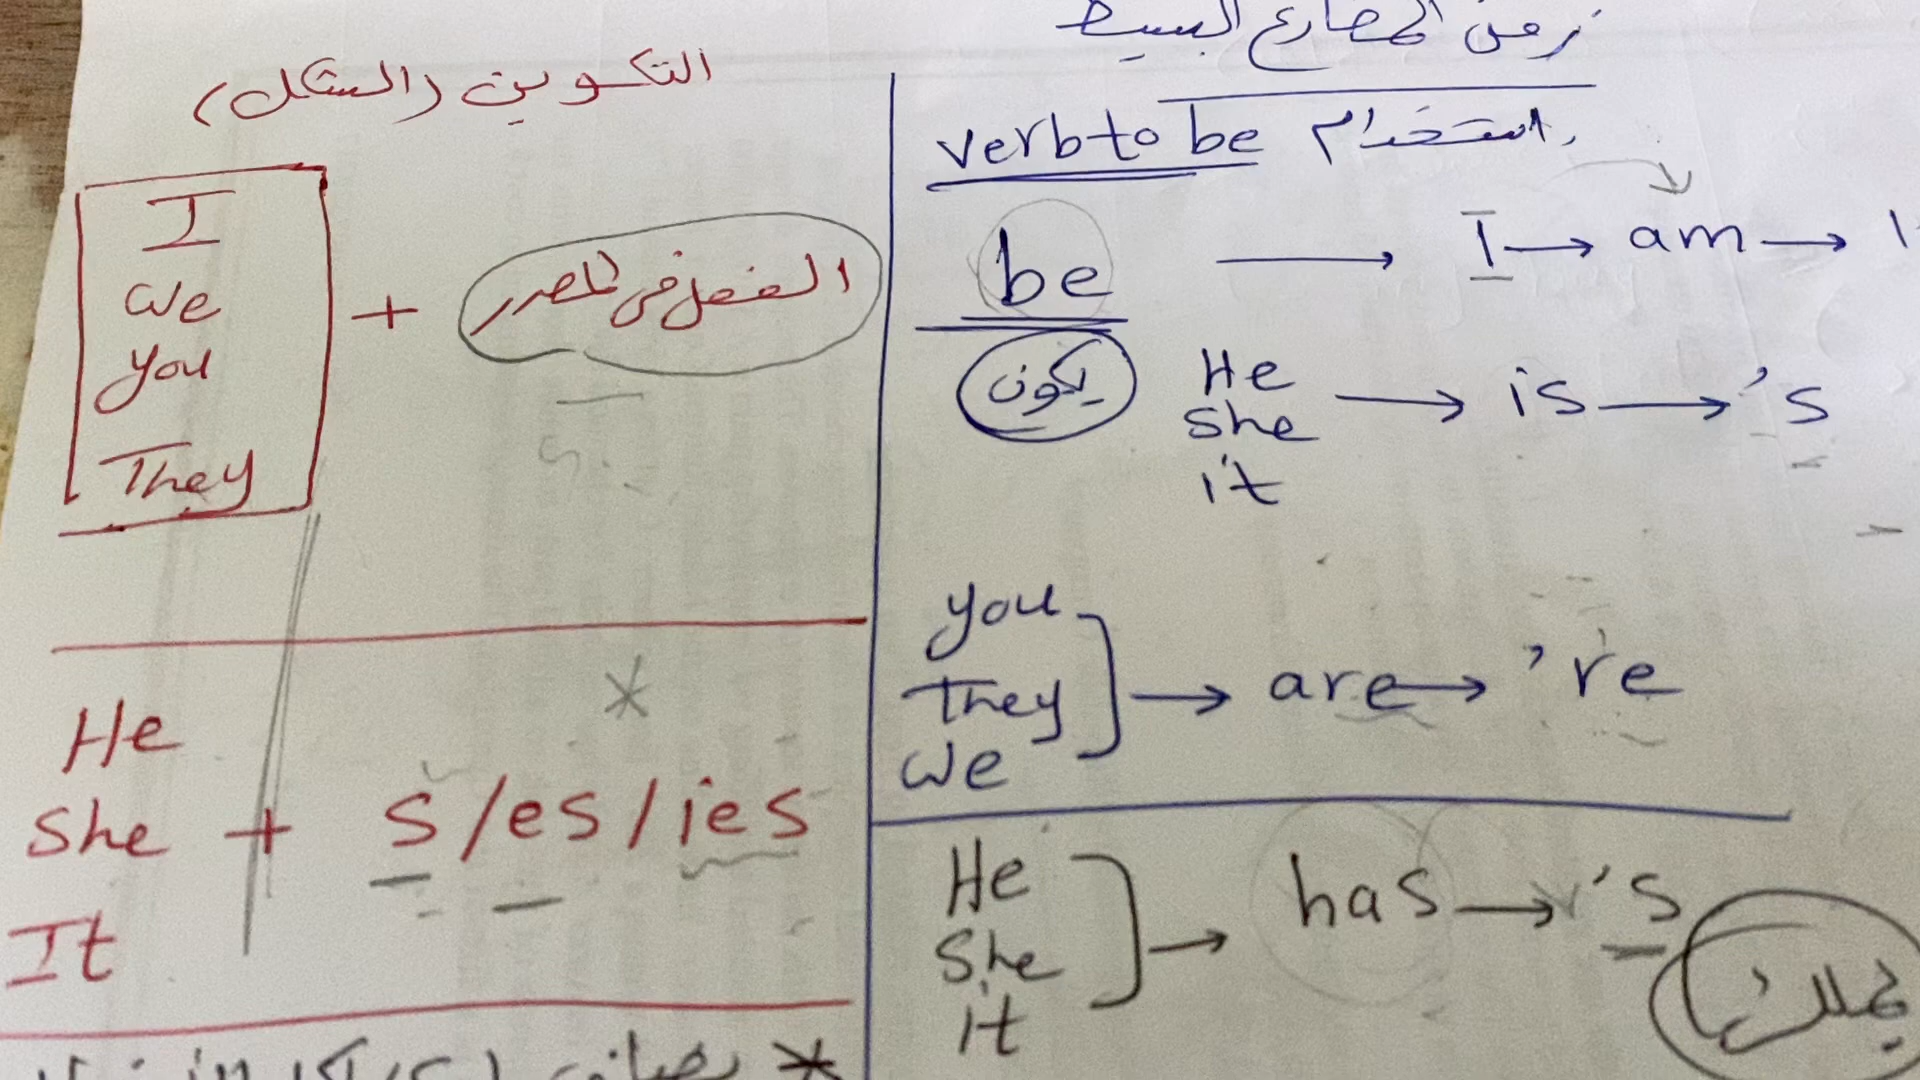 زمن المضارع البسيط
استخدام verb to be
be → I → am →
يكون
He
she
it
→ is → 's
you
They
we
→ are → 're
He
She
it
→ has → 's
يملك
التكوين (الشكل)
I
we
you
They
+ الفعل في المصدر
He
She
It
+ s / es / ies